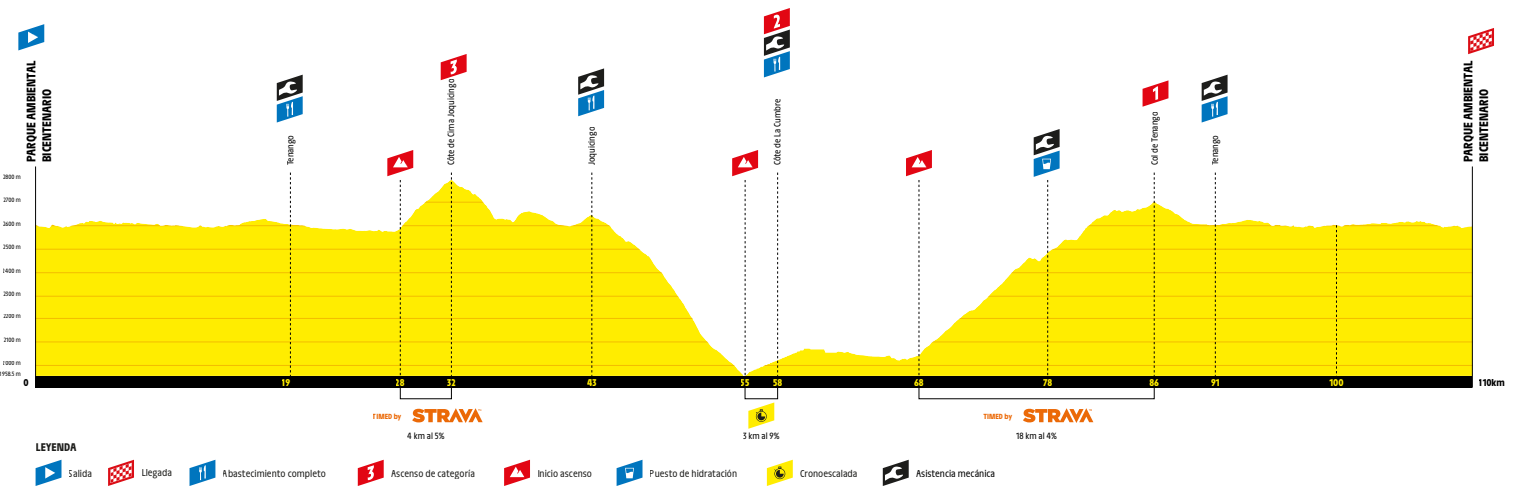 2
3
1
PARQUE AMBIENTAL
BICENTENARIO
Tenango
Côte de Cima Joquicingo
Joquicingo
Côte de La Cumbre
Col de Tenango
Tenango
PARQUE AMBIENTAL
BICENTENARIO
2800 m
2700 m
2600 m
2500 m
2400 m
2300 m
2200 m
2100 m
2000 m
1958.5 m
0 19 28 32 43 55 58 68 78 86 91 100 110km
TIMED by STRAVA
TIMED by STRAVA
4 km al 5%
3 km al 9%
18 km al 4%
LEYENDA
Salida
Llegada
Abastecimiento completo
3 Ascenso de categoría
Inicio ascenso
Puesto de hidratación
Cronoescalada
Asistencia mecánica